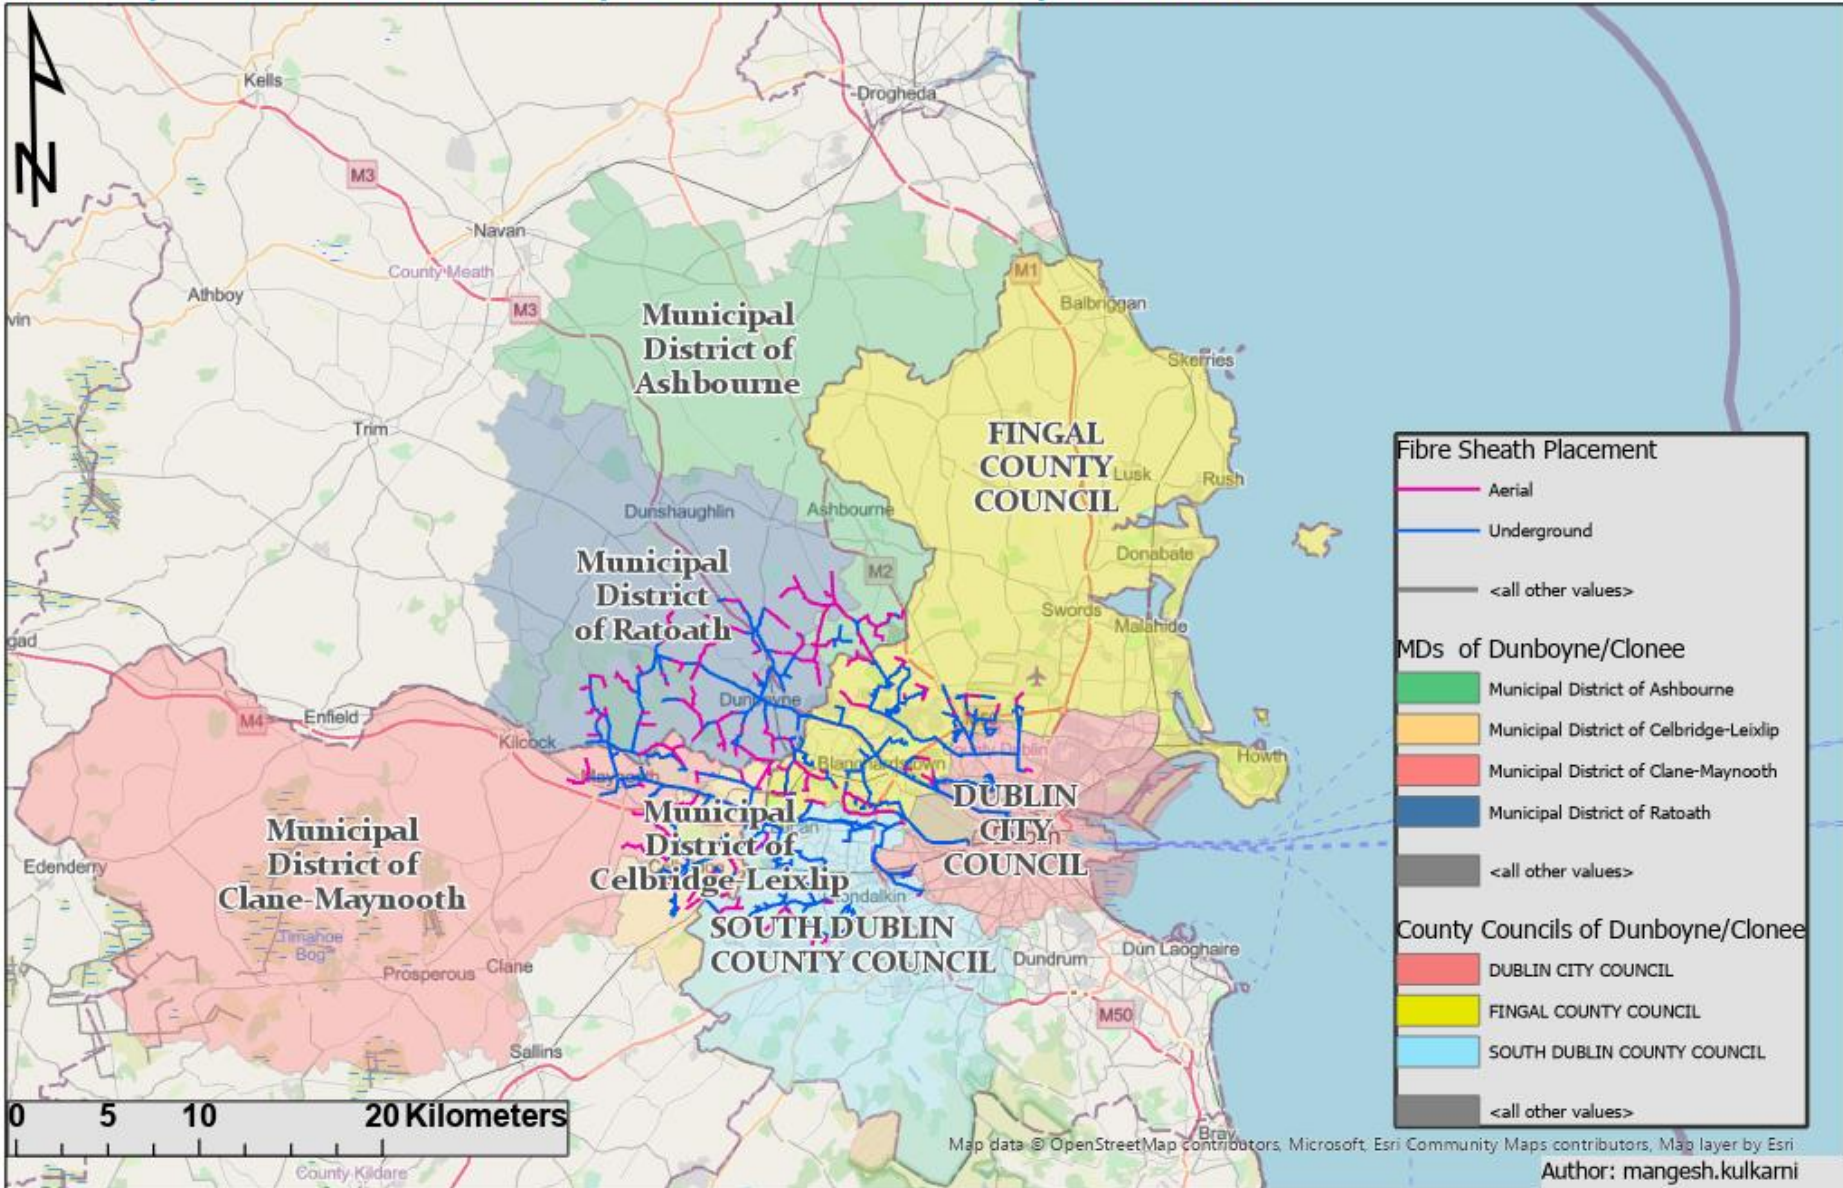 N
Kells
Drogheda
M3
Navan
County Meath
Athboy
M3
M1
Balbriggan
vin
Municipal
District of
Ashbourne
Skerries
Trim
FINGAL
COUNTY
COUNCIL
Lusk
Rush
Dunshaughlin
Ashbourne
Municipal
District
of Ratoath
M2
Donabate
Swords
Malahide
gad
Dunboyne
M4
Enfield
Kilcock
County Dublin
Howth
Maynooth
Blanchardstown
Municipal
District of
Clane-Maynooth
Municipal
District of
Celbridge-Leixlip
DUBLIN
CITY
COUNCIL
Edenderry
ondalkin
Timahoe
Bog
Prosperous
Clane
SOUTH DUBLIN
COUNTY COUNCIL
Dundrum
Dún Laoghaire
M50
Sallins
Bray
County Kildare
0 5 10 20 Kilometers
Fibre Sheath Placement
Aerial
Underground
<all other values>
MDs of Dunboyne/Clonee
Municipal District of Ashbourne
Municipal District of Celbridge-Leixlip
Municipal District of Clane-Maynooth
Municipal District of Ratoath
<all other values>
County Councils of Dunboyne/Clonee
DUBLIN CITY COUNCIL
FINGAL COUNTY COUNCIL
SOUTH DUBLIN COUNTY COUNCIL
<all other values>
Map data © OpenStreetMap contributors, Microsoft, Esri Community Maps contributors, Map layer by Esri
Author: mangesh.kulkarni